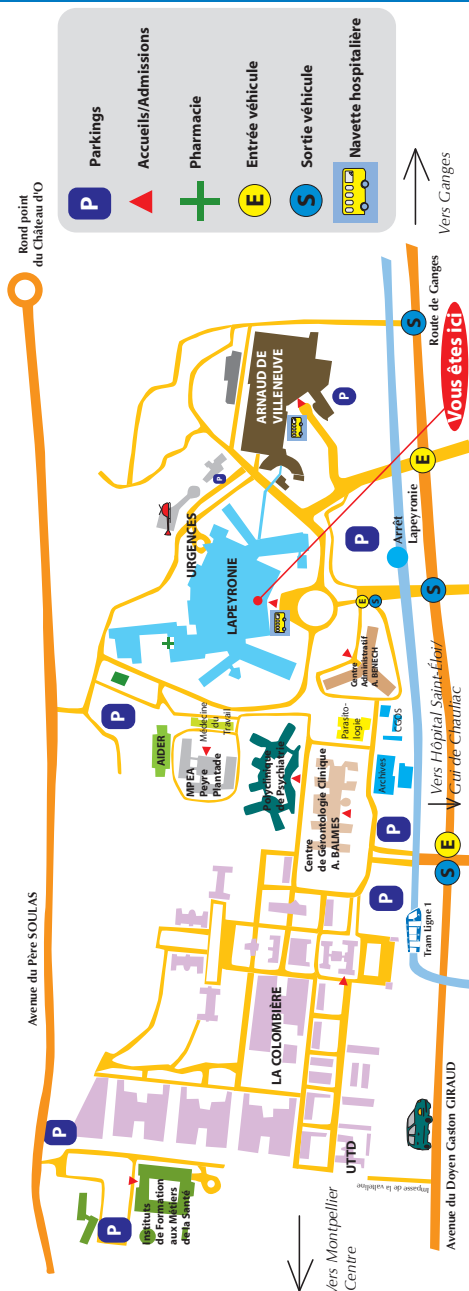 Rond point
du Château d'O
Avenue du Père SOULAS
P
Parkings
Accueils/Admissions
Pharmacie
E
Entrée véhicule
S
Sortie véhicule
Navette hospitalière
Vers Ganges
Route de Ganges
S
Vous êtes ici
E
Arrêt
Lapeyronie
P
S
ARNAUD DE
VILLENEUVE
P
P
URGENCES
LAPEYRONIE
E
S
Centre
Administratif
A. BENECH
P
AIDER
Médecine
du
Travail
MPEA
Peyre
Plantade
Polyclinique
de Psychiatrie
Centre
de Gérontologie Clinique
A. BALMES
Parasito-
logie
CGOS
Archives
Vers Hôpital Saint-Éloi/
Gui de Chauliac
P
P
S
E
Tram Ligne 1
LA COLOMBIÈRE
UTTD
P
P
Instituts
de Formation
aux Métiers
de la Santé
Impasse de la valteline
Avenue du Doyen Gaston GIRAUD
Vers Montpellier
Centre